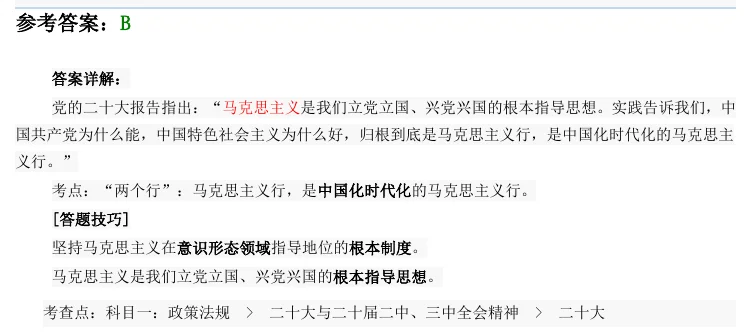 参考答案：B
答案详解：
党的二十大报告指出：“马克思主义是我们立党立国、兴党兴国的根本指导思想。实践告诉我们，中
国共产党为什么能，中国特色社会主义为什么好，归根到底是马克思主义行，是中国化时代化的马克思主
义行。”
考点：“两个行”：马克思主义行，是中国化时代化的马克思主义行。
[答题技巧]
坚持马克思主义在意识形态领域指导地位的根本制度。
马克思主义是我们立党立国、兴党兴国的根本指导思想。
考查点：科目一：政策法规 > 二十大与二十届二中、三中全会精神 > 二十大